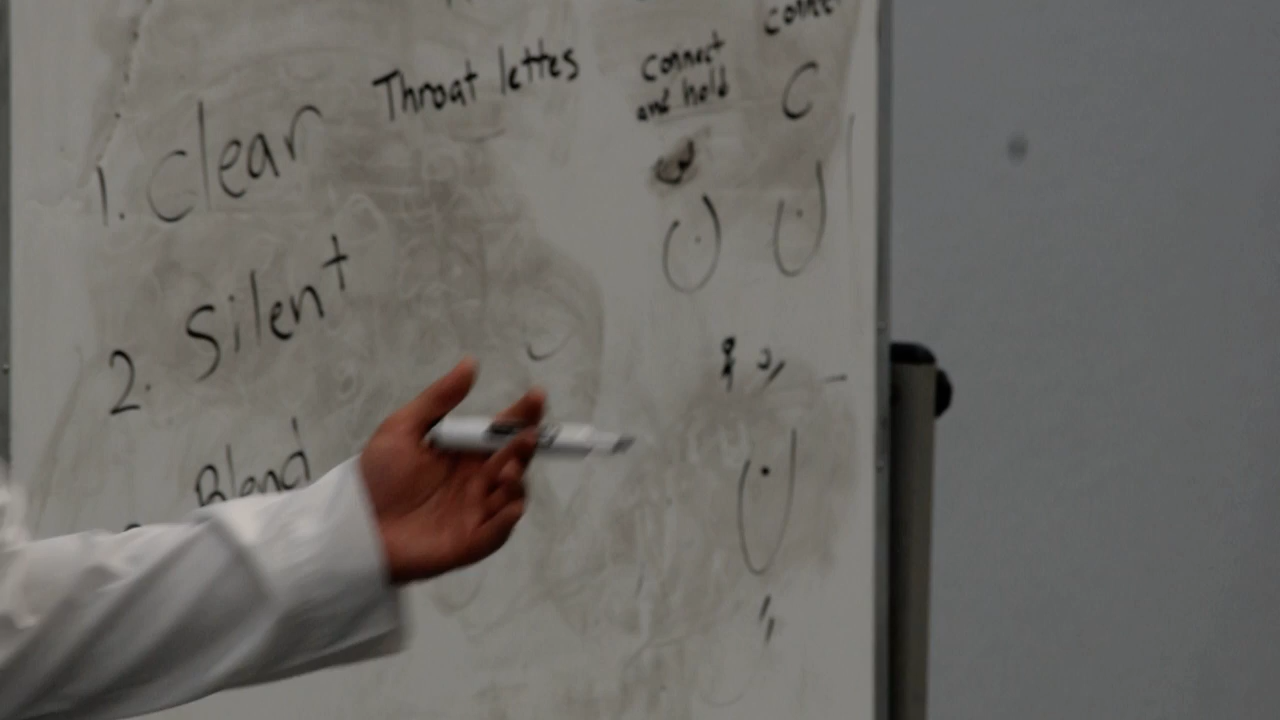 Throat lettes
connect
and hold
C
1. Clear
ن
ن
2. Silent
Blend
ن